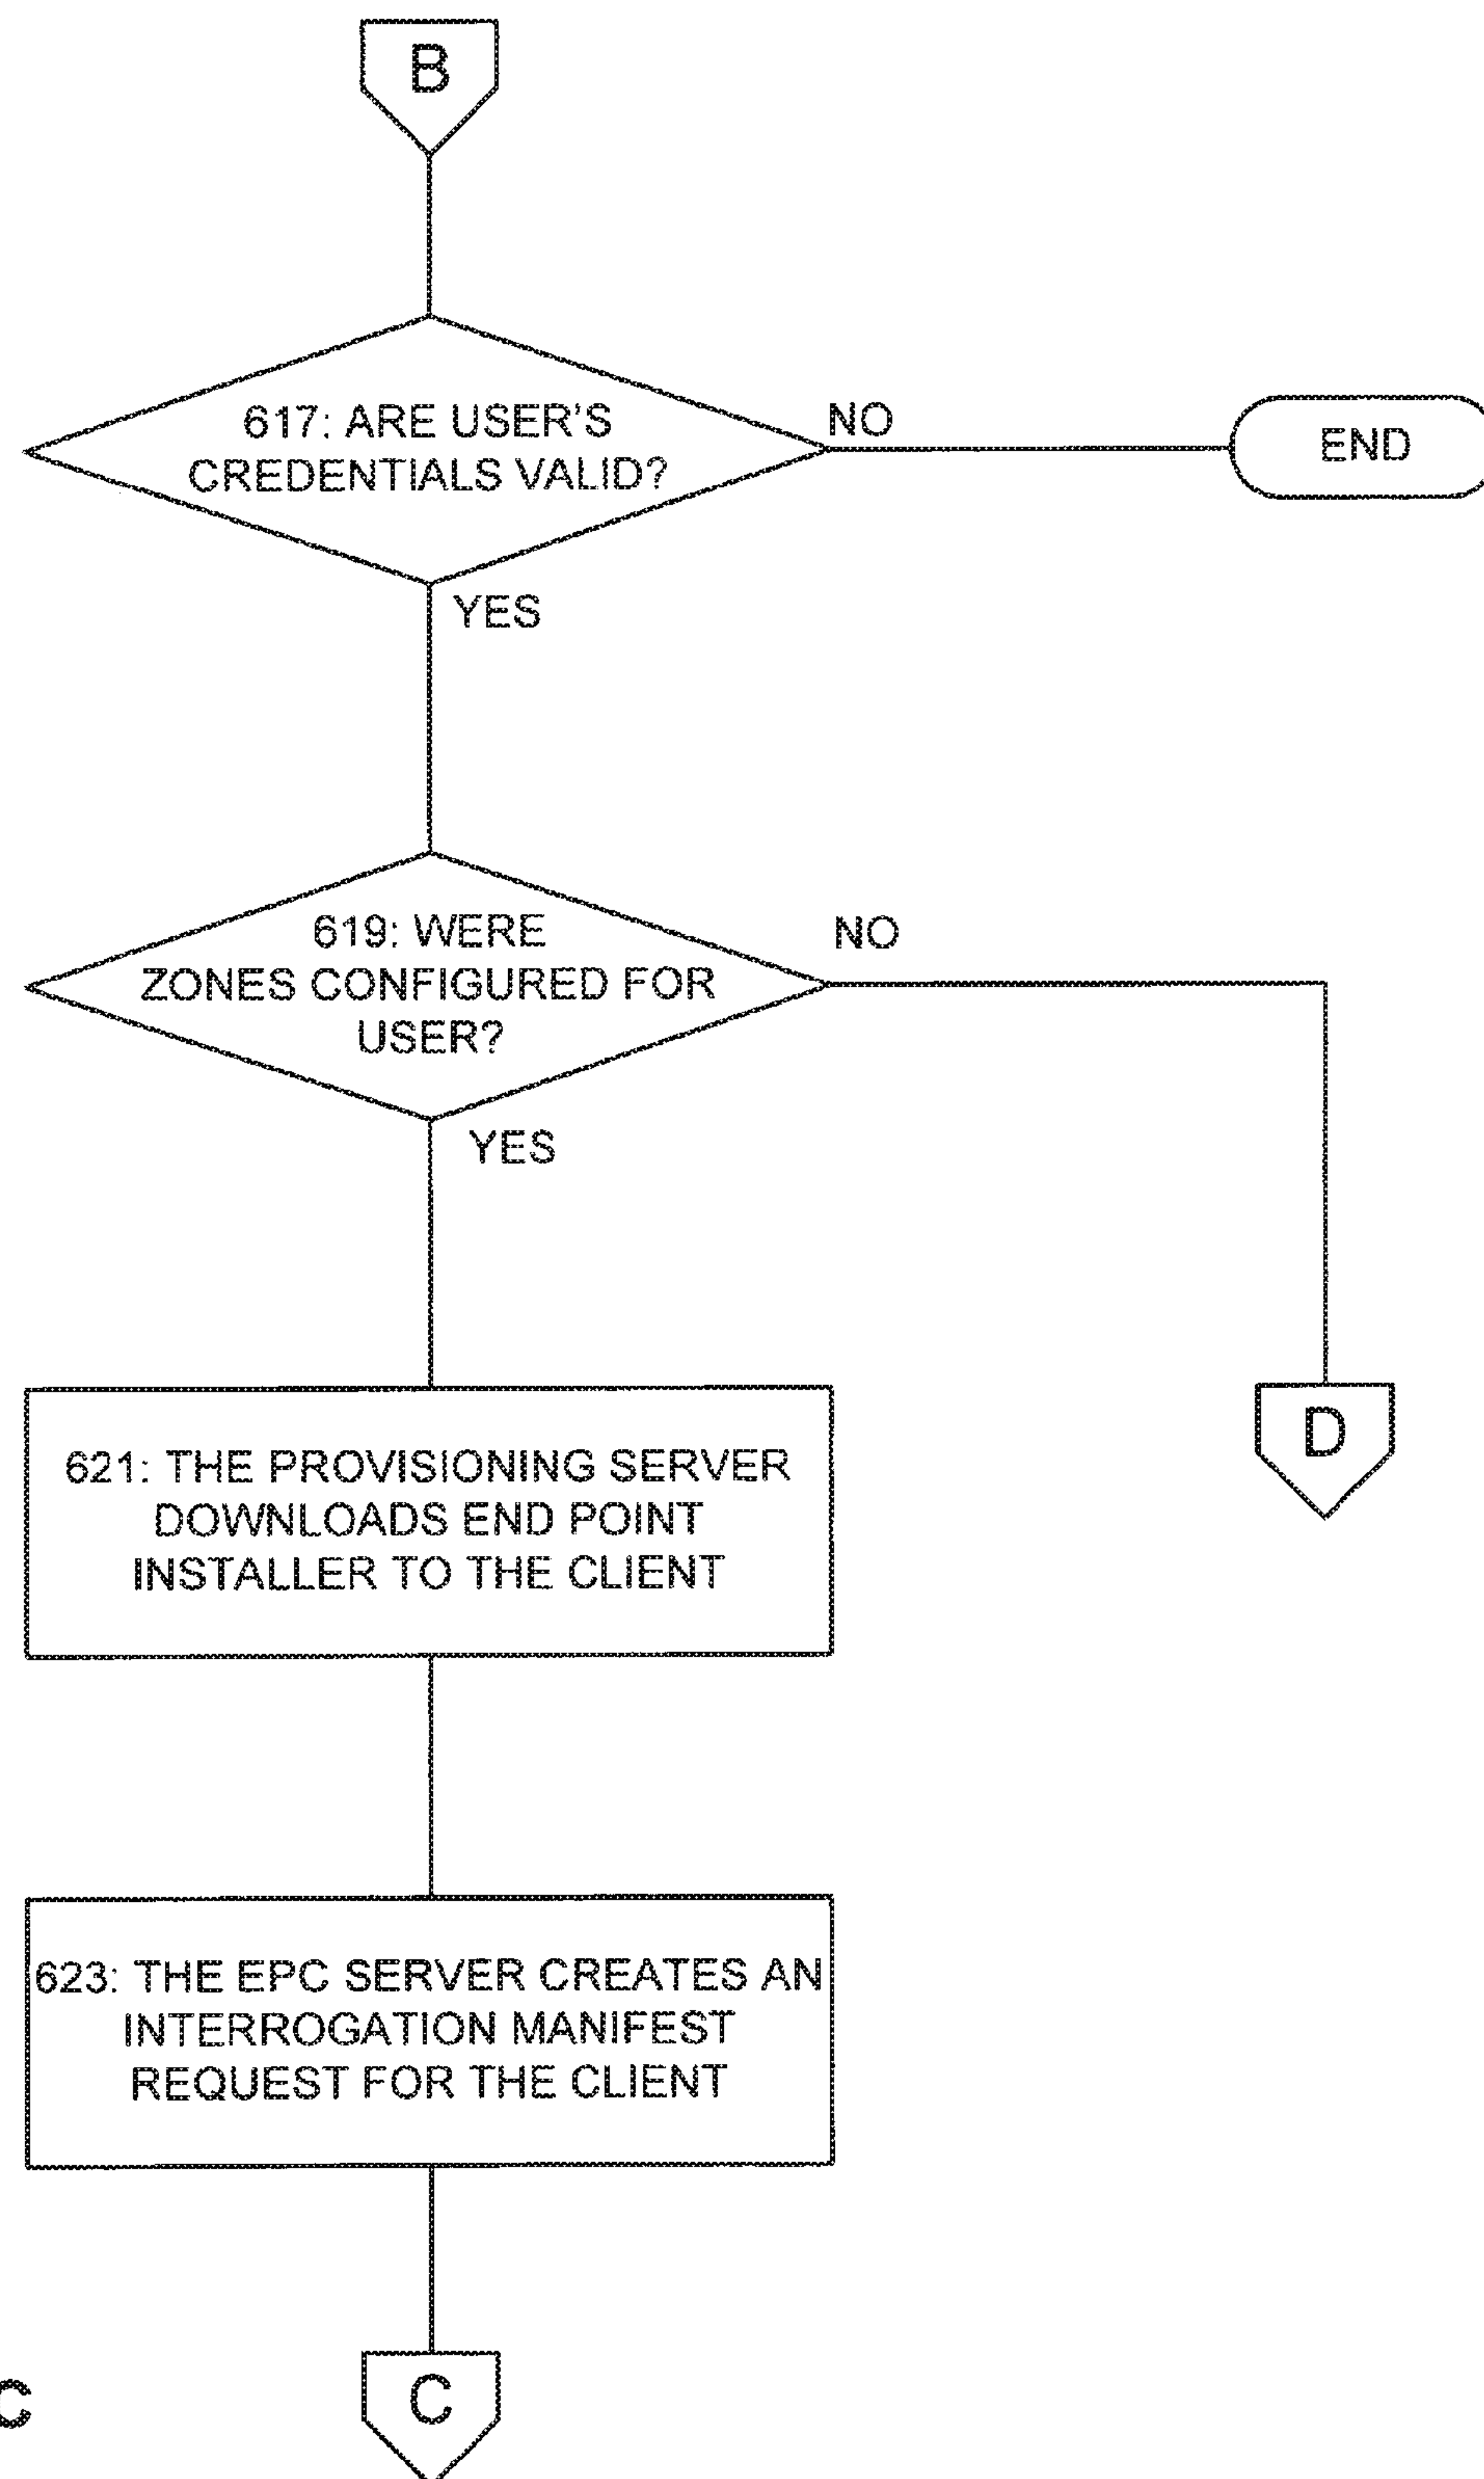 B
617: ARE USER'S
CREDENTIALS VALID?
NO
END
YES
619: WERE
ZONES CONFIGURED FOR
USER?
NO
YES
621: THE PROVISIONING SERVER
DOWNLOADS END POINT
INSTALLER TO THE CLIENT
D
623: THE EPC SERVER CREATES AN
INTERROGATION MANIFEST
REQUEST FOR THE CLIENT
C
C